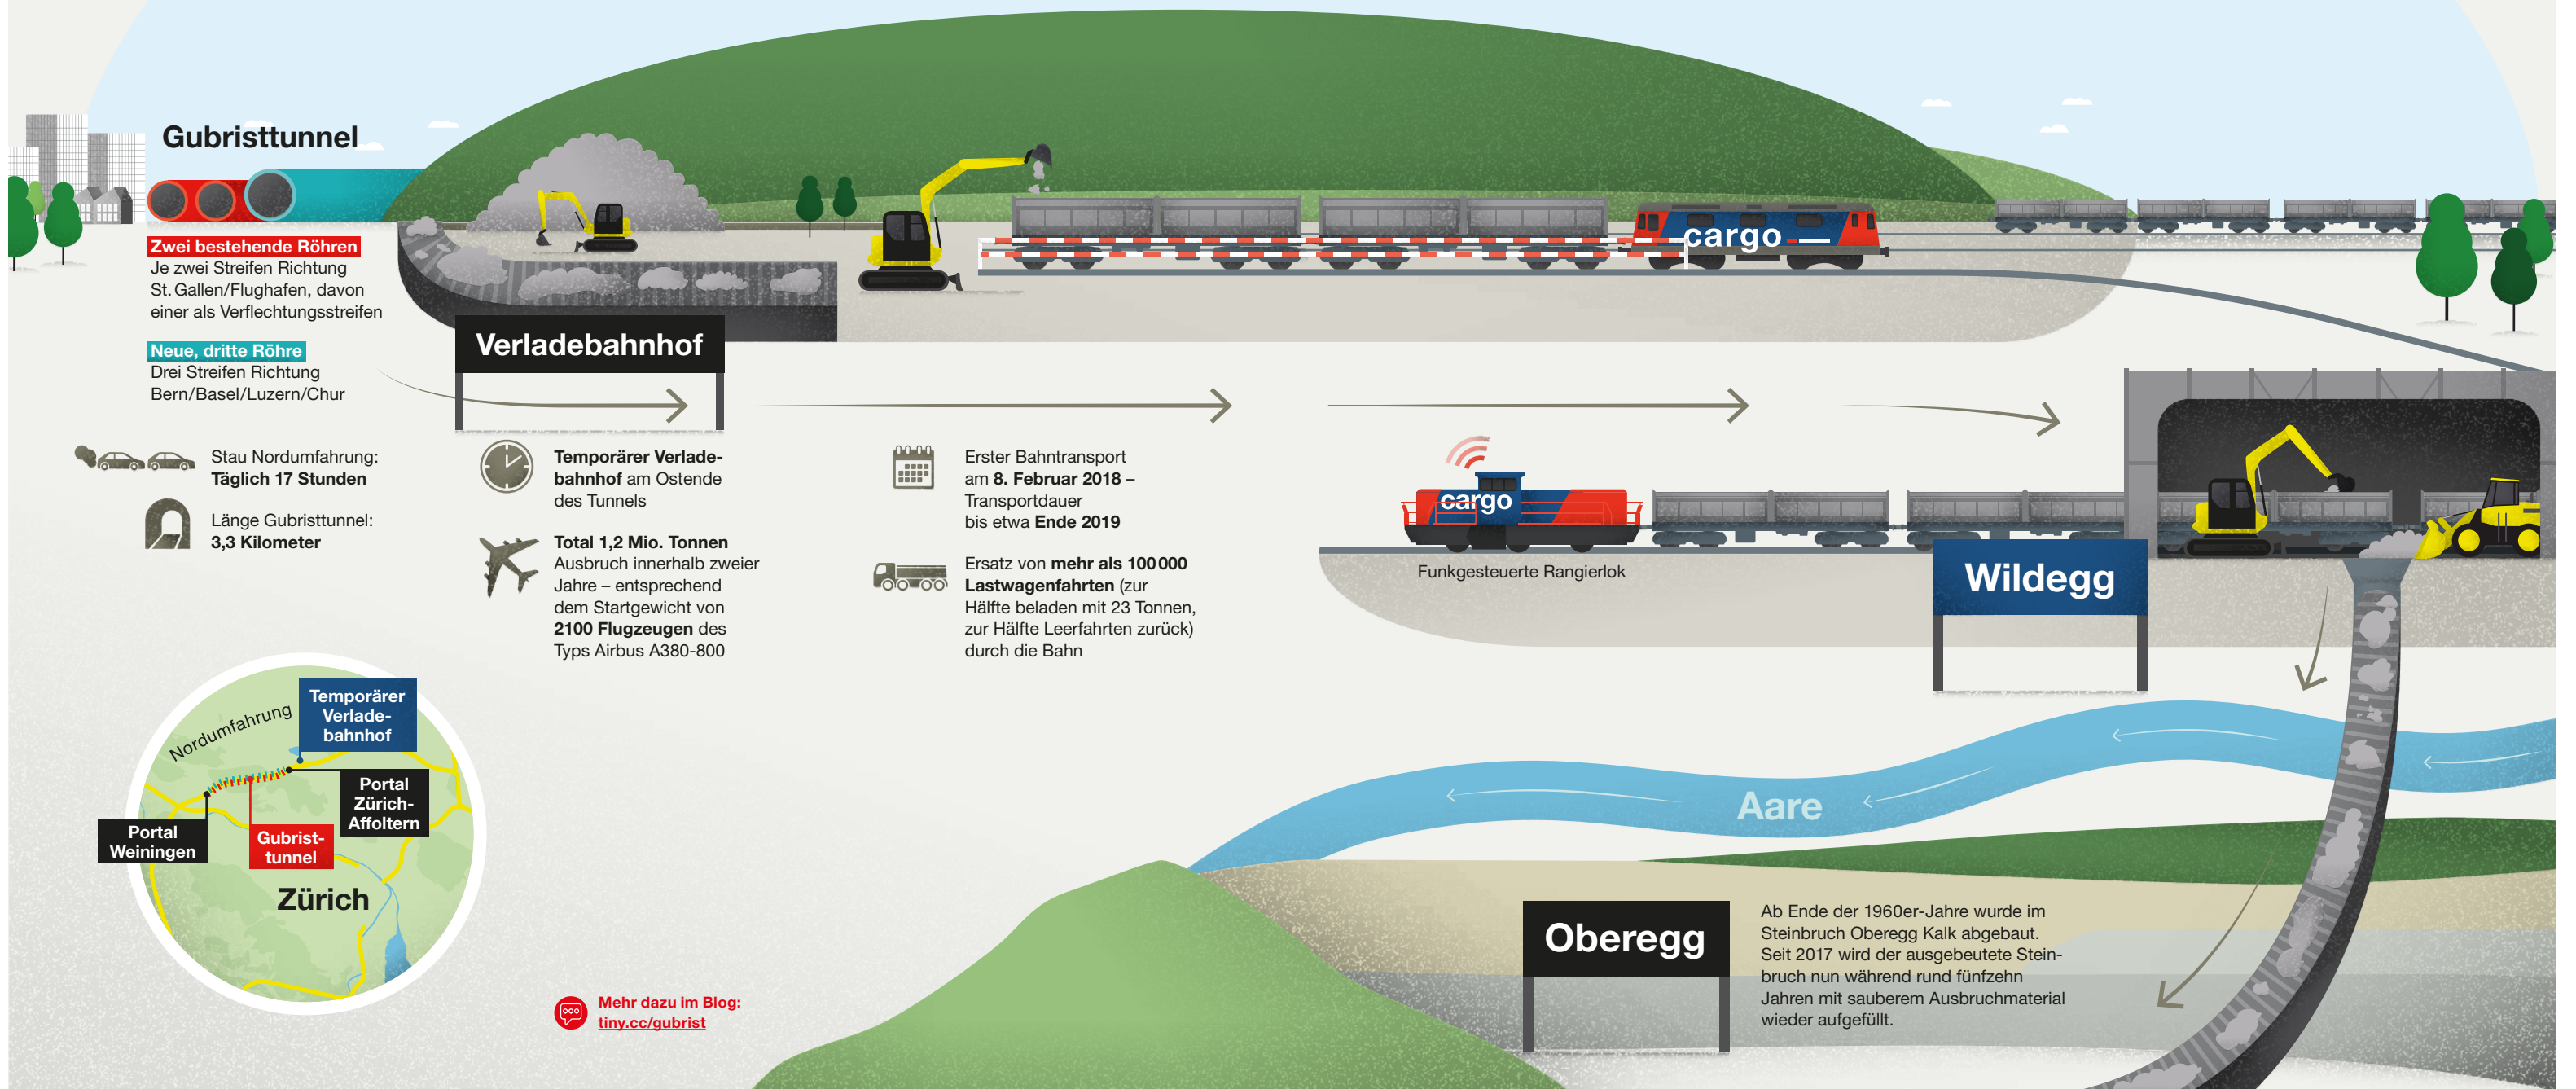 Gubristtunnel
Zwei bestehende Röhren
Je zwei Streifen Richtung
St. Gallen/Flughafen, davon
einer als Verflechtungsstreifen
Neue, dritte Röhre
Drei Streifen Richtung
Bern/Basel/Luzern/Chur
Stau Nordumfahrung:
Täglich 17 Stunden
Länge Gubristtunnel:
3,3 Kilometer
Verladebahnhof
Temporärer Verlade-
bahnhof am Ostende
des Tunnels
Total 1,2 Mio. Tonnen
Ausbruch innerhalb zweier
Jahre – entsprechend
dem Startgewicht von
2100 Flugzeugen des
Typs Airbus A380-800
cargo
Erster Bahntransport
am 8. Februar 2018 –
Transportdauer
bis etwa Ende 2019
Ersatz von mehr als 100 000
Lastwagenfahrten (zur
Hälfte beladen mit 23 Tonnen,
zur Hälfte Leerfahrten zurück)
durch die Bahn
cargo
Funkgesteuerte Rangierlok
Wildegg
Nordumfahrung
Temporärer
Verlade-
bahnhof
Portal
Zürich-
Affoltern
Portal
Weiningen
Gubrist-
tunnel
Zürich
Mehr dazu im Blog:
tiny.cc/gubrist
Aare
Oberegg
Ab Ende der 1960er-Jahre wurde im
Steinbruch Oberegg Kalk abgebaut.
Seit 2017 wird der ausgebeutete Stein-
bruch nun während rund fünfzehn
Jahren mit sauberem Ausbruchmaterial
wieder aufgefüllt.